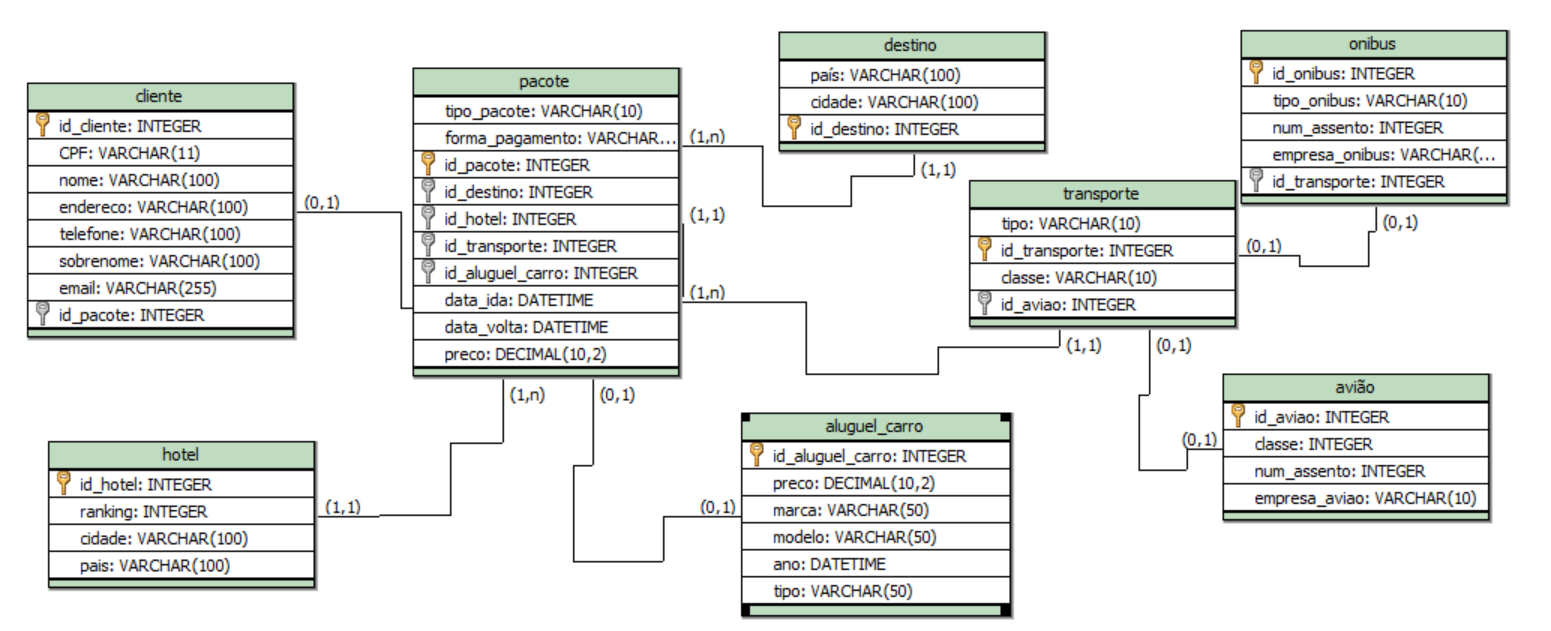 cliente
id_cliente: INTEGER
CPF: VARCHAR(11)
nome: VARCHAR(100)
endereco: VARCHAR(100)
telefone: VARCHAR(100)
sobrenome: VARCHAR(100)
email: VARCHAR(255)
id_pacote: INTEGER
(0,1)
pacote
tipo_pacote: VARCHAR(10)
forma_pagamento: VARCHAR...
id_pacote: INTEGER
id_destino: INTEGER
id_hotel: INTEGER
id_transporte: INTEGER
id_aluguel_carro: INTEGER
data_ida: DATETIME
data_volta: DATETIME
preco: DECIMAL(10,2)
(1,n)
(1,1)
(1,n)
(1,n)
(0,1)
destino
país: VARCHAR(100)
cidade: VARCHAR(100)
id_destino: INTEGER
(1,1)
transporte
tipo: VARCHAR(10)
id_transporte: INTEGER
classe: VARCHAR(10)
id_aviao: INTEGER
(0,1)
(1,1)
(0,1)
onibus
id_onibus: INTEGER
tipo_onibus: VARCHAR(10)
num_assento: INTEGER
empresa_onibus: VARCHAR(...
id_transporte: INTEGER
(0,1)
hotel
id_hotel: INTEGER
ranking: INTEGER
cidade: VARCHAR(100)
pais: VARCHAR(100)
(1,1)
aluguel_carro
id_aluguel_carro: INTEGER
preco: DECIMAL(10,2)
marca: VARCHAR(50)
modelo: VARCHAR(50)
ano: DATETIME
tipo: VARCHAR(50)
(0,1)
avião
id_aviao: INTEGER
classe: INTEGER
num_assento: INTEGER
empresa_aviao: VARCHAR(10)
(0,1)